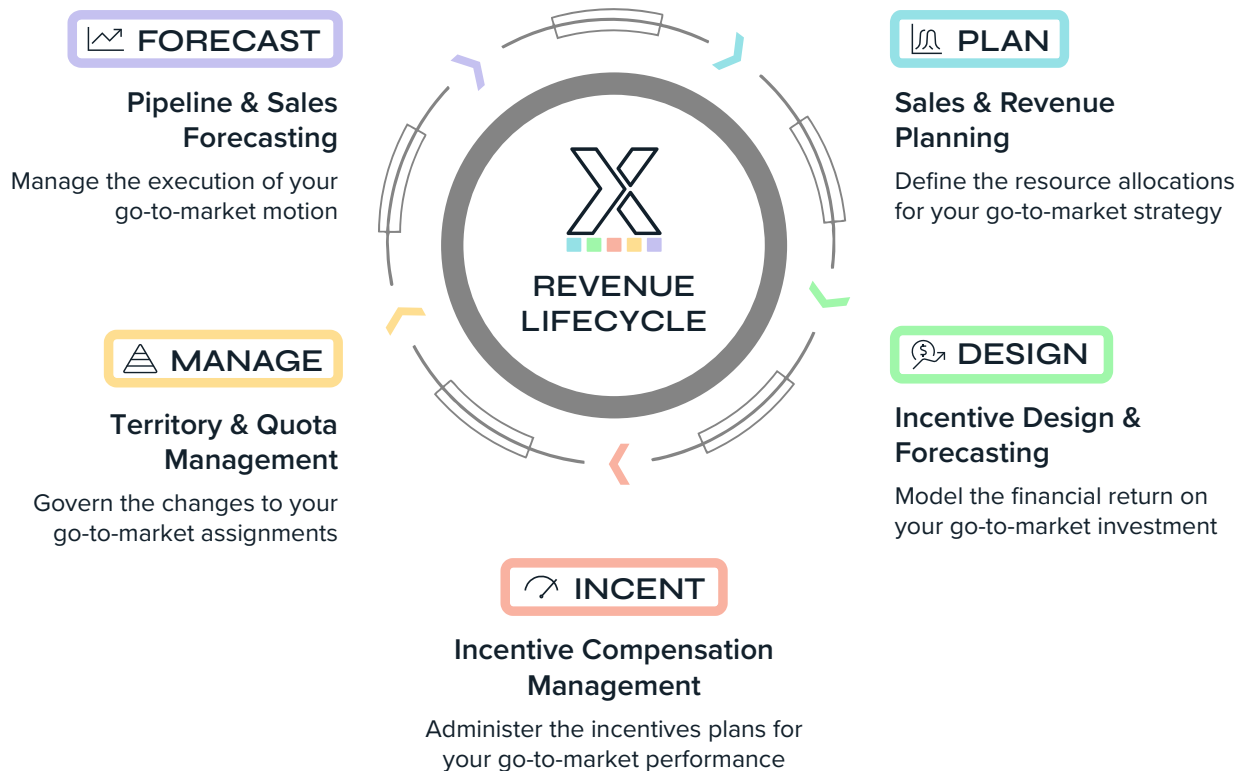 FORECAST
Pipeline & Sales
Forecasting
Manage the execution of your
go-to-market motion
PLAN
Sales & Revenue
Planning
Define the resource allocations
for your go-to-market strategy
X
REVENUE
LIFECYCLE
MANAGE
Territory & Quota
Management
Govern the changes to your
go-to-market assignments
DESIGN
Incentive Design &
Forecasting
Model the financial return on
your go-to-market investment
INCENT
Incentive Compensation
Management
Administer the incentives plans for
your go-to-market performance